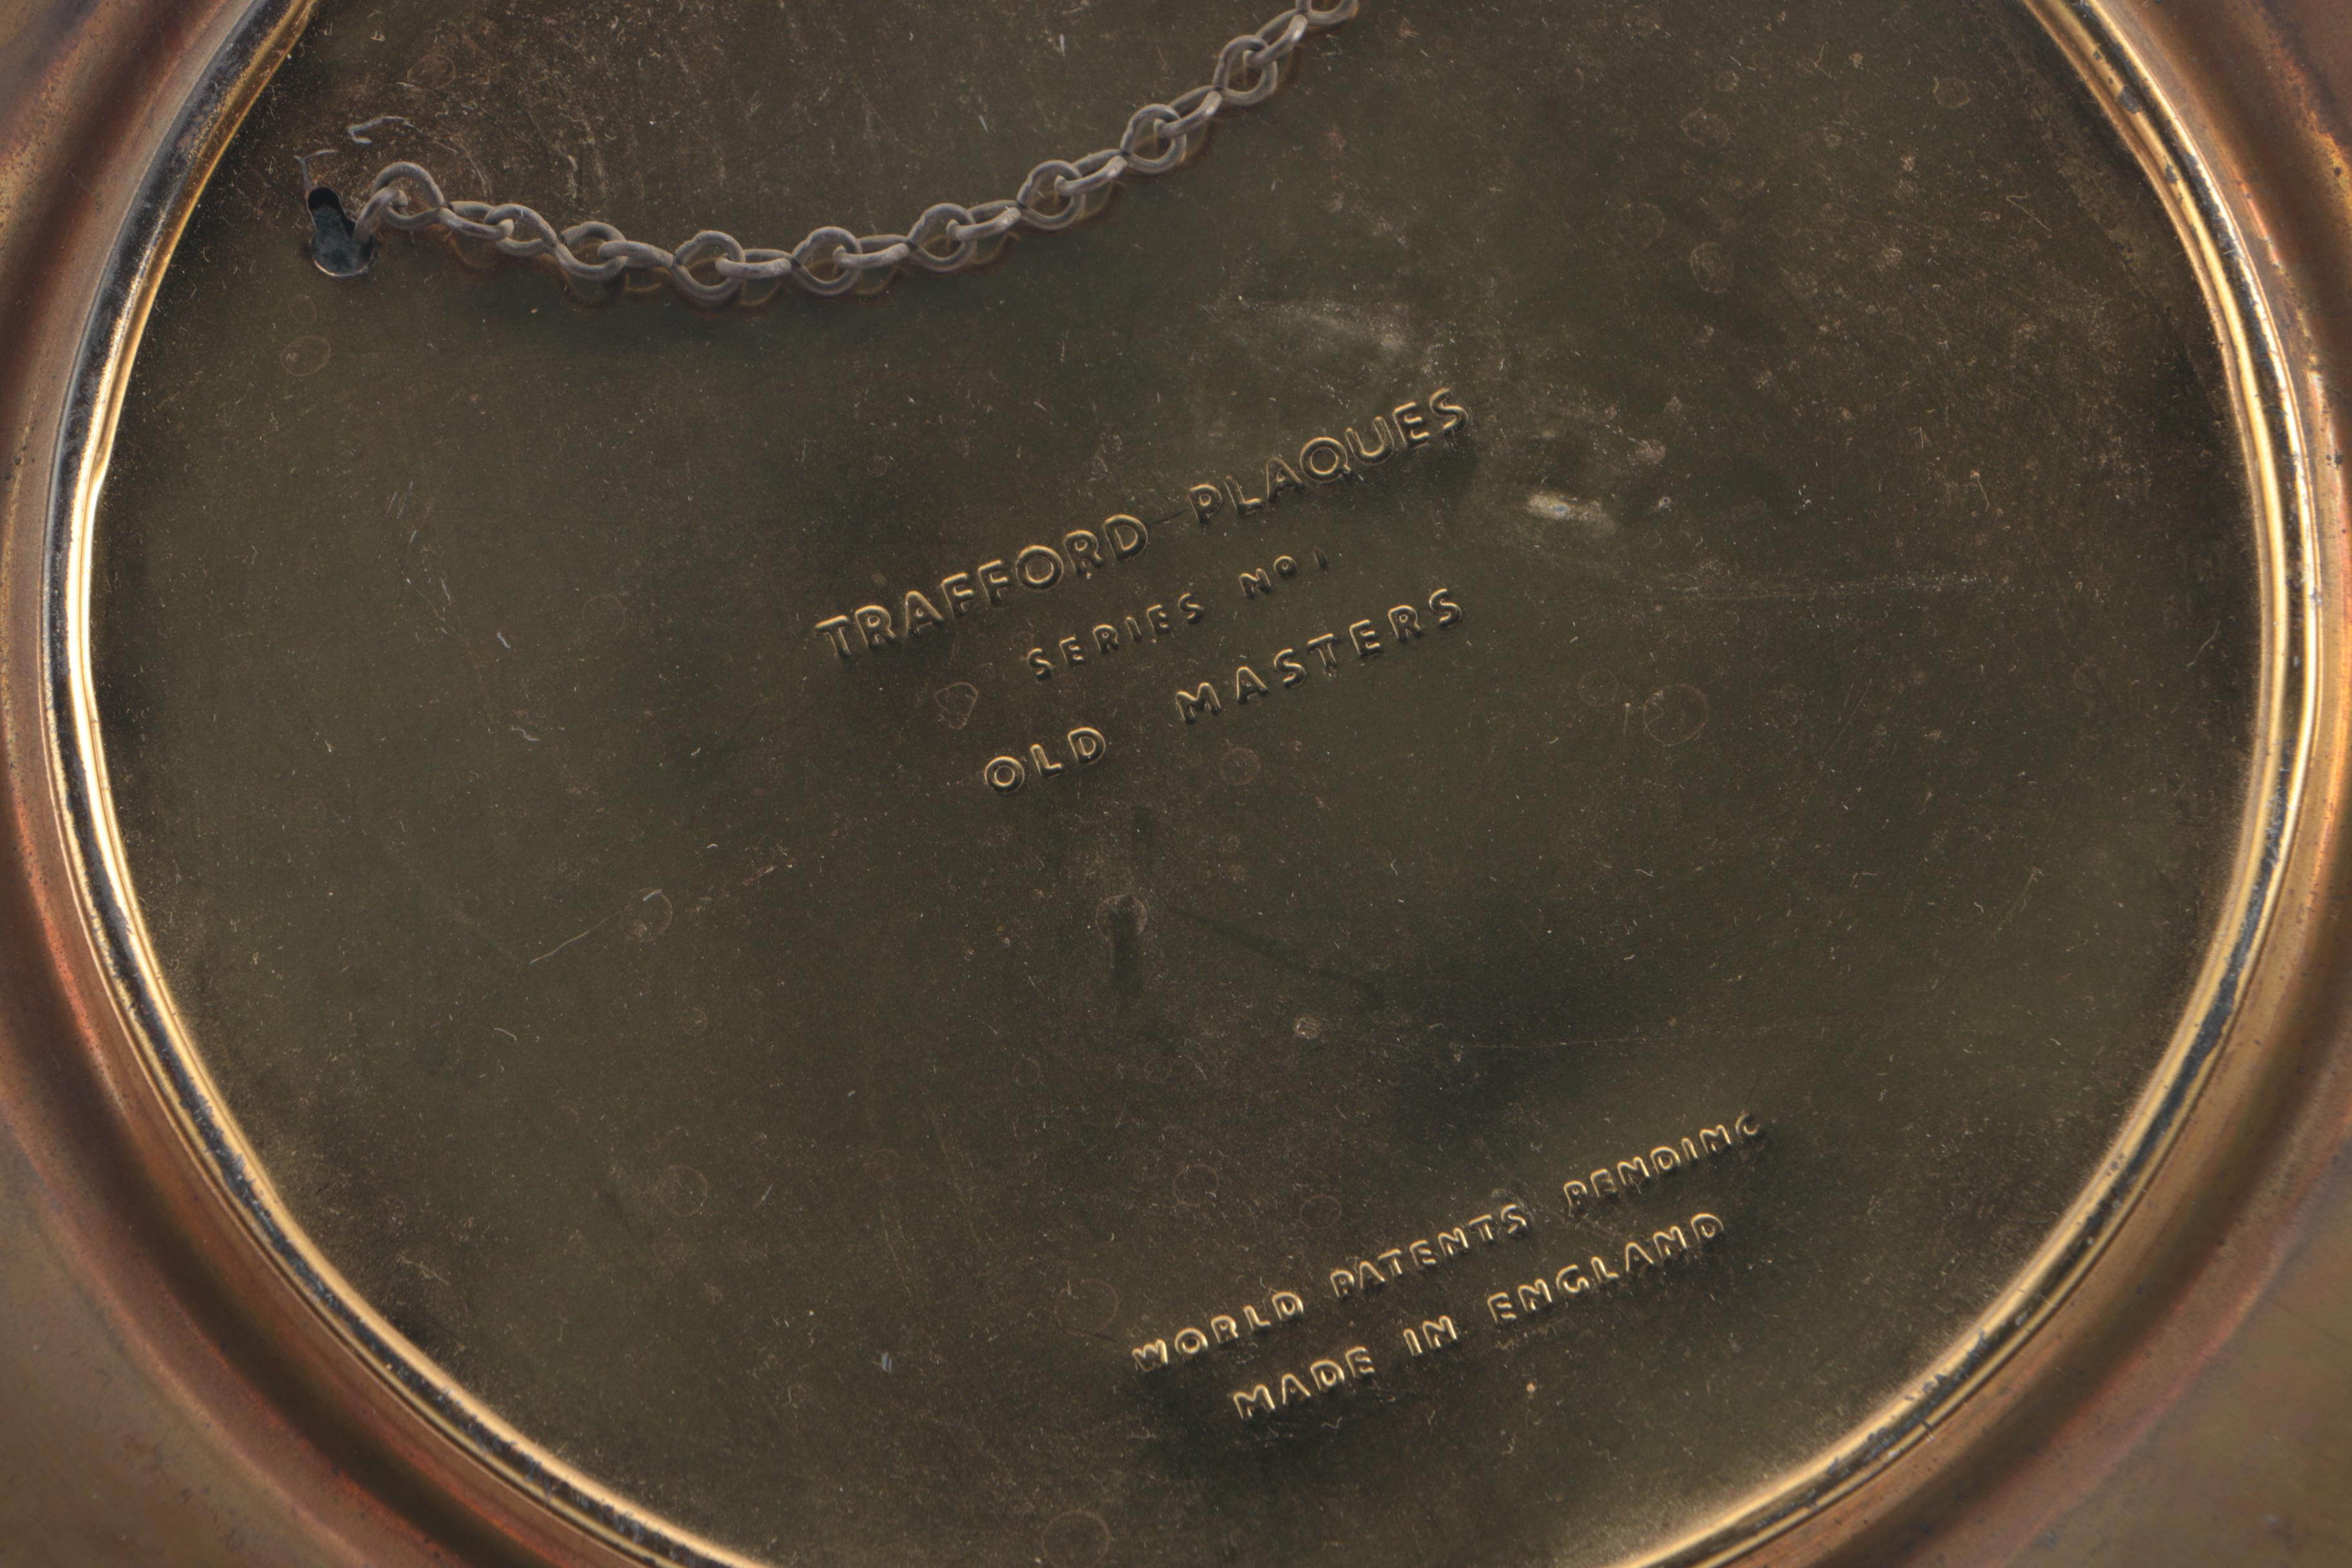 TRAFFORD PLAQUES
SERIES Nº 1
OLD MASTERS
WORLD PATENTS PENDING
MADE IN ENGLAND